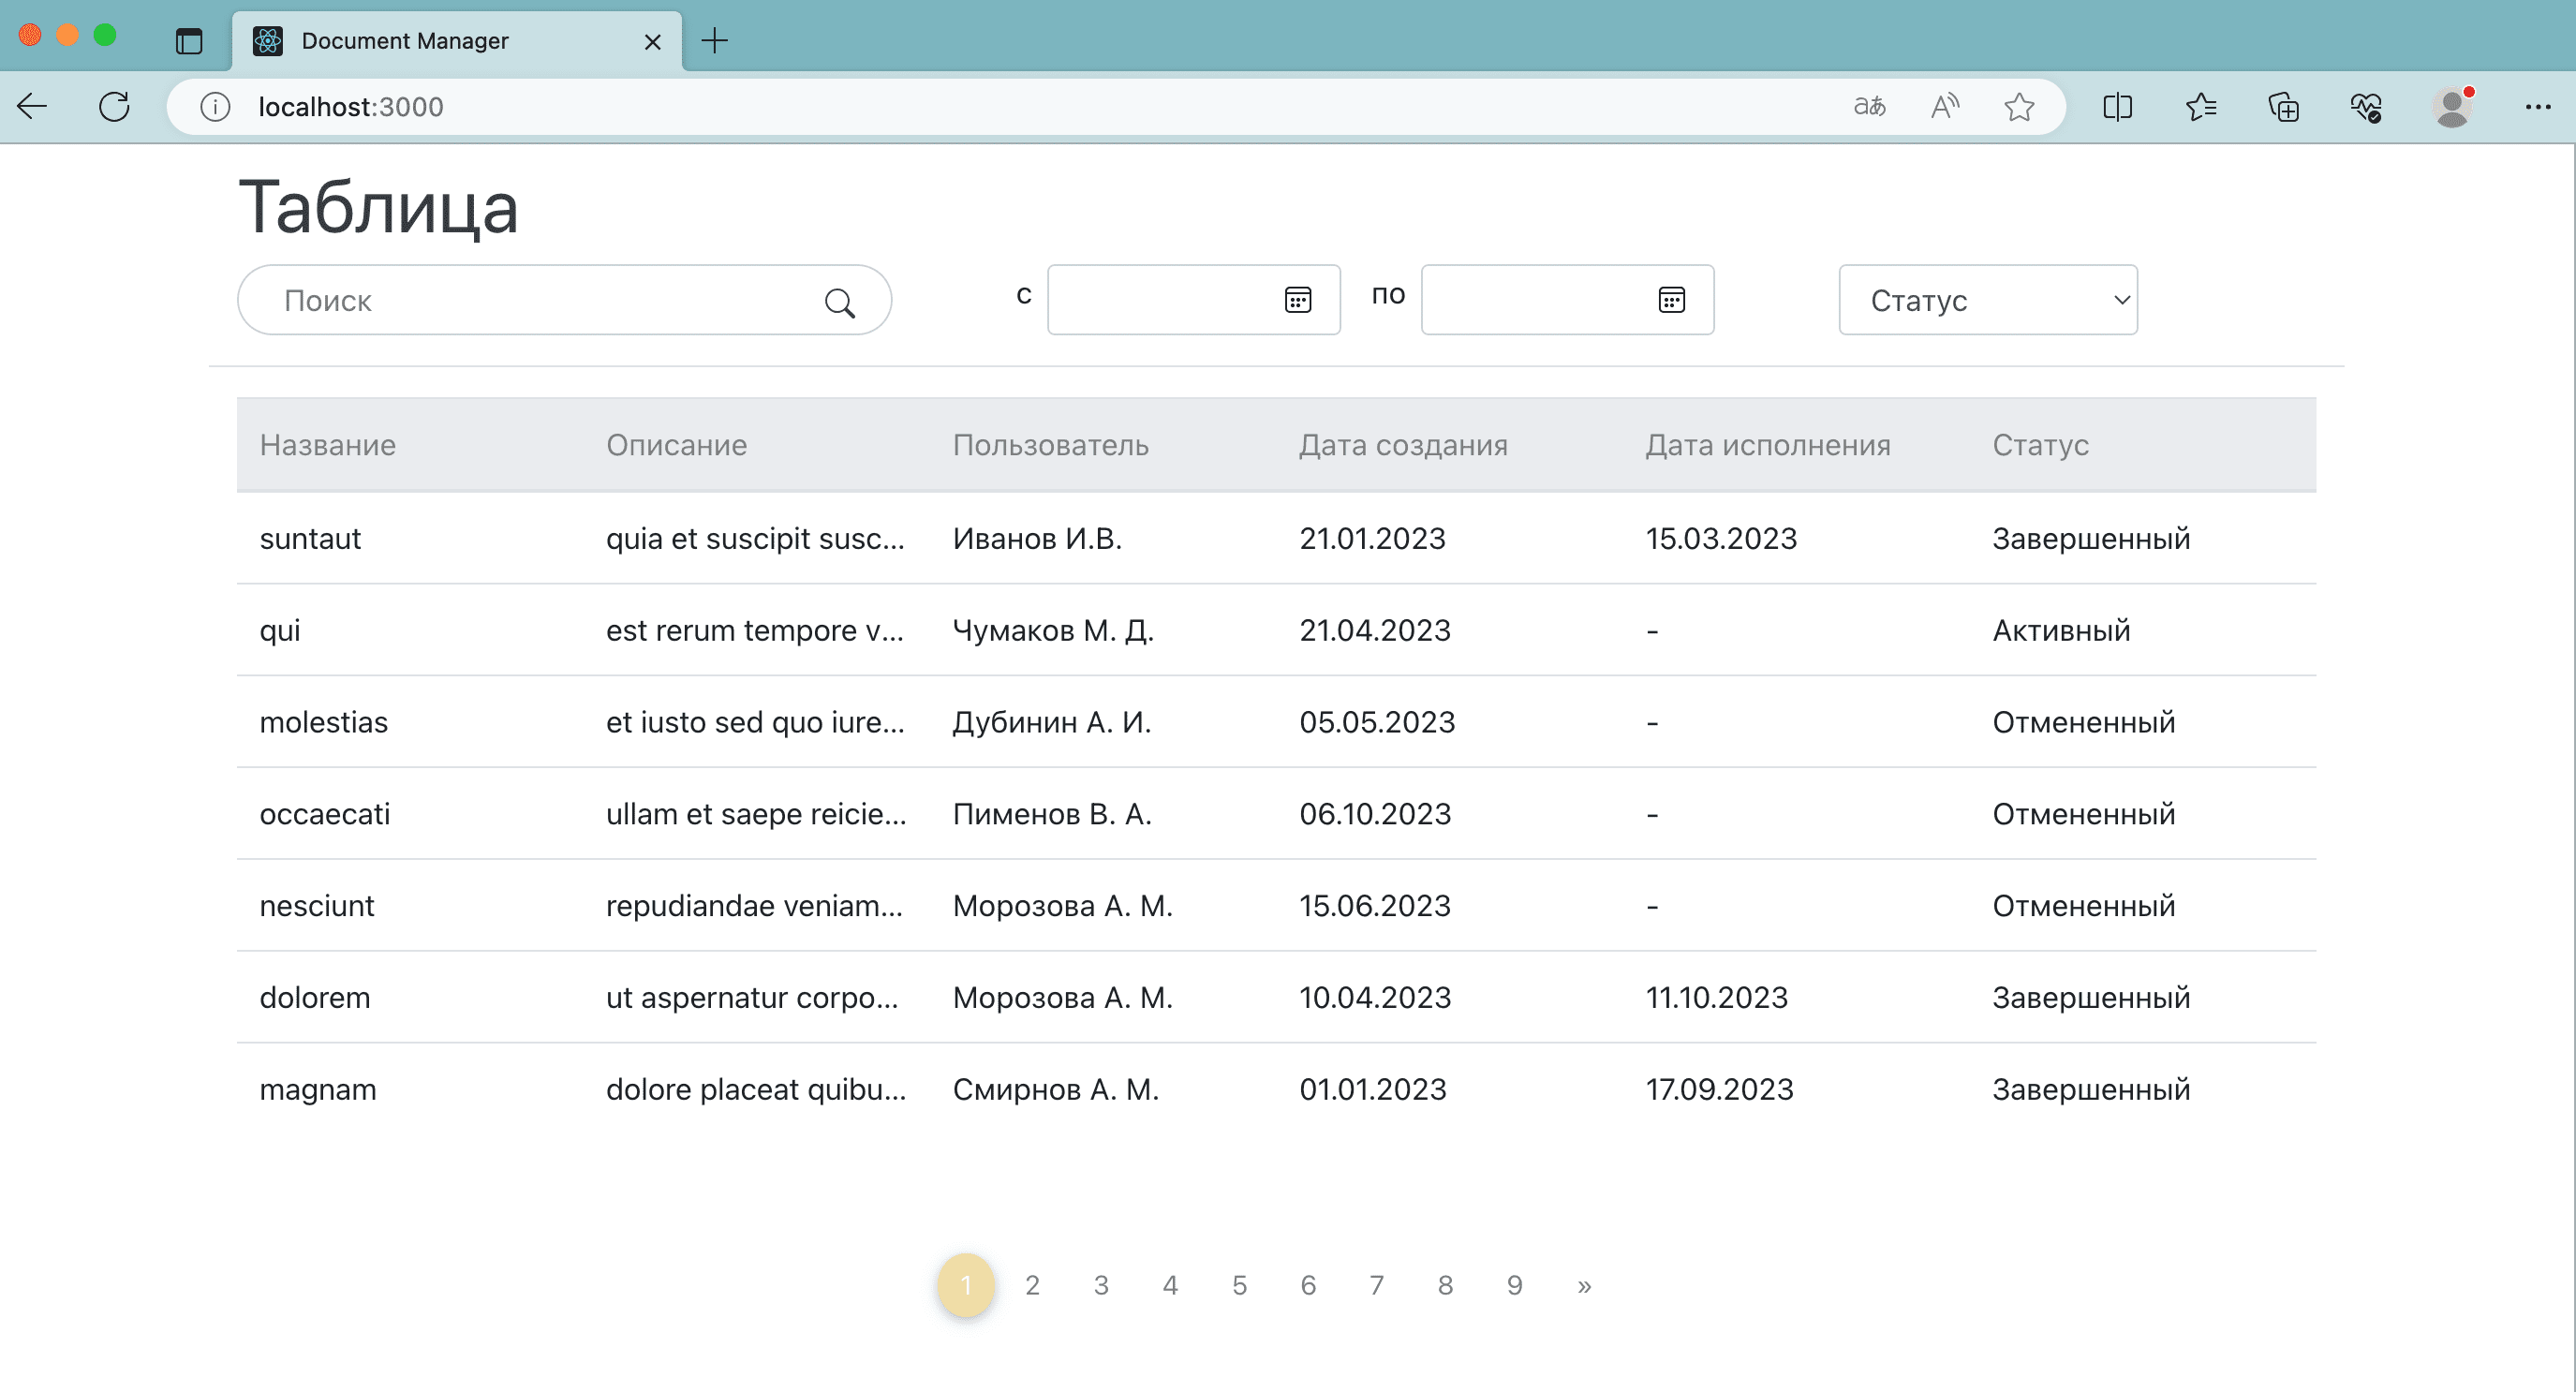 Document Manager
localhost:3000
Таблица
Поиск с по Статус
Название Описание Пользователь Дата создания Дата исполнения Статус
suntaut quia et suscipit susc... Иванов И.В. 21.01.2023 15.03.2023 Завершенный
qui est rerum tempore v... Чумаков М. Д. 21.04.2023 - Активный
molestias et iusto sed quo iure... Дубинин А. И. 05.05.2023 - Отмененный
occaecati ullam et saepe reicie... Пименов В. А. 06.10.2023 - Отмененный
nesciunt repudiandae veniam... Морозова А. М. 15.06.2023 - Отмененный
dolorem ut aspernatur corpo... Морозова А. М. 10.04.2023 11.10.2023 Завершенный
magnam dolore placeat quibu... Смирнов А. М. 01.01.2023 17.09.2023 Завершенный
1 2 3 4 5 6 7 8 9 »